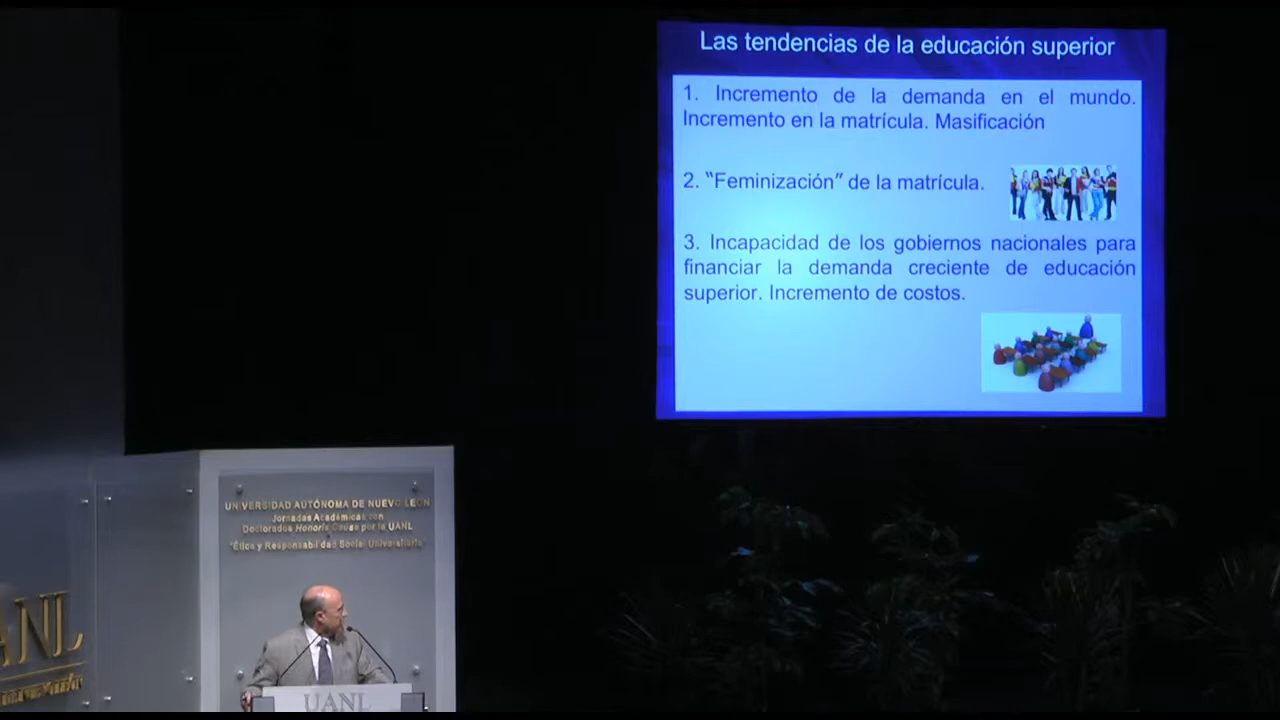 Las tendencias de la educación superior
1. Incremento de la demanda en el mundo.
Incremento en la matrícula. Masificación
2. "Feminización" de la matrícula.
3. Incapacidad de los gobiernos nacionales para
financiar la demanda creciente de educación
superior. Incremento de costos.
UNIVERSIDAD AUTÓNOMA DE NUEVO LEÓN
Jornadas Académicas con
Doctorados Honoris Causa por la UANL
"Ética y Responsabilidad Social Universitaria"
UANL
UANL